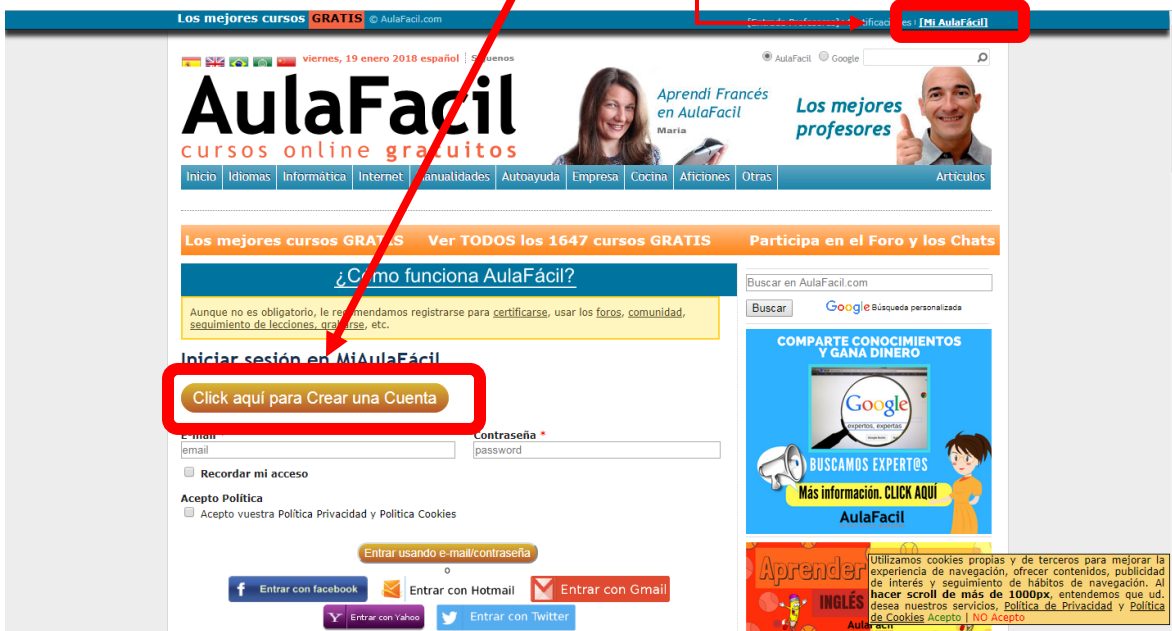 Los mejores cursos GRATIS © AulaFacil.com
[Mi AulaFácil]
viernes, 19 enero 2018 español
AulaFacil Google
AulaFacil
cursos online gratuitos
Aprendí Francés
en AulaFacil
María
Los mejores
profesores
Inicio Idiomas Informática Internet Manualidades Autoayuda Empresa Cocina Aficiones Otras Artículos
Los mejores cursos GRATIS Ver TODOS los 1647 cursos GRATIS Participa en el Foro y los Chats
¿Cómo funciona AulaFácil?
Aunque no es obligatorio, le recomendamos registrarse para certificarse, usar los foros, comunidad,
seguimiento de lecciones, grabarse, etc.
Iniciar sesión en MiAulaFácil
Click aquí para Crear una Cuenta
E-mail
email
Contraseña *
password
Recordar mi acceso
Acepto Política
Acepto vuestra Política Privacidad y Politica Cookies
Entrar usando e-mail/contraseña
o
Entrar con facebook Entrar con Hotmail Entrar con Gmail
Entrar con Yahoo Entrar con Twitter
Buscar en AulaFacil.com
Buscar Google Búsqueda personalizada
COMPARTE CONOCIMIENTOS
Y GANA DINERO
Google
expertos, expertas
BUSCAMOS EXPERT@S
Más información. CLICK AQUÍ
AulaFacil
Aprender
INGLÉS
Utilizamos cookies propias y de terceros para mejorar la
experiencia de navegación, ofrecer contenidos, publicidad
de interés y seguimiento de hábitos de navegación. Al
hacer scroll de más de 1000px, entendemos que ud.
desea nuestros servicios, Política de Privacidad y Política
de Cookies Acepto | NO Acepto